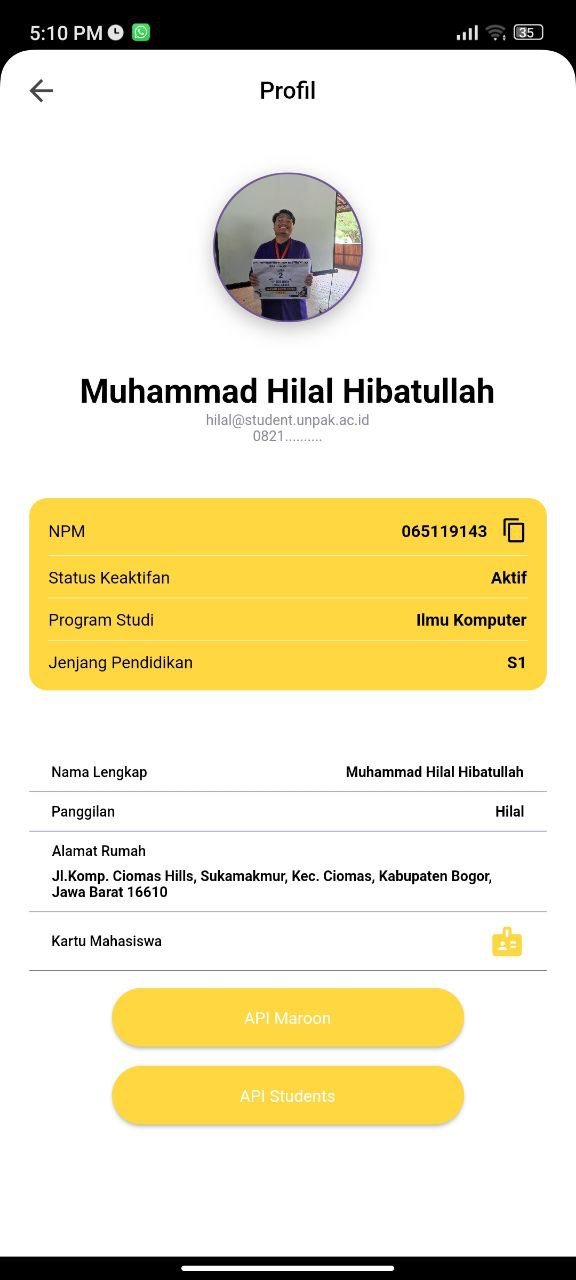 5:10 PM
35
Profil
2
Muhammad Hilal Hibatullah
hilal@student.unpak.ac.id
0821..........
NPM 065119143
Status Keaktifan Aktif
Program Studi Ilmu Komputer
Jenjang Pendidikan S1
Nama Lengkap Muhammad Hilal Hibatullah
Panggilan Hilal
Alamat Rumah
Jl.Komp. Ciomas Hills, Sukamakmur, Kec. Ciomas, Kabupaten Bogor,
Jawa Barat 16610
Kartu Mahasiswa
API Maroon
API Students